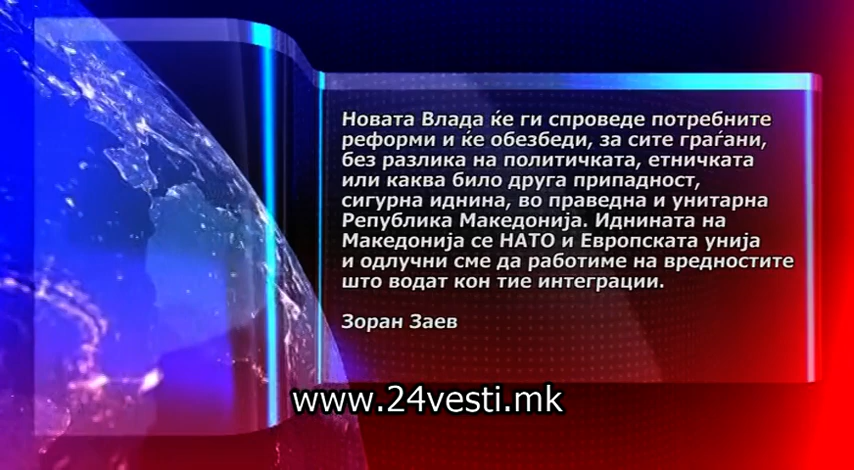 Новата Влада ќе ги спроведе потребните
реформи и ќе обезбеди, за сите граѓани,
без разлика на политичката, етничката
или каква било друга припадност,
сигурна иднина, во праведна и унитарна
Република Македонија. Иднината на
Македонија се НАТО и Европската унија
и одлучни сме да работиме на вредностите
што водат кон тие интеграции.
Зоран Заев
www.24vesti.mk